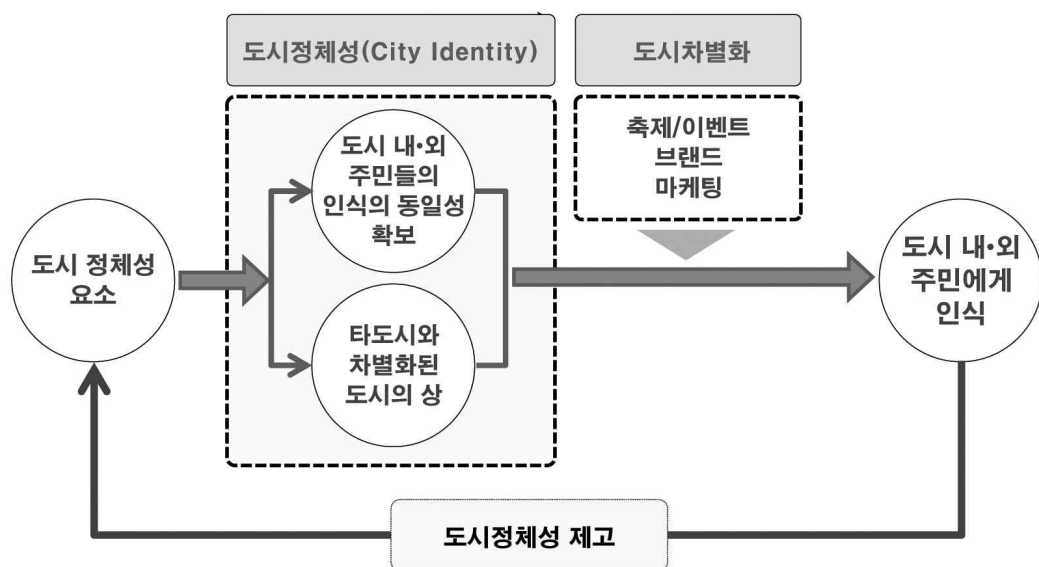 도시정체성(City Identity)
도시차별화
도시 정체성
요소
도시 내·외
주민들의
인식의 동일성
확보
타도시와
차별화된
도시의 상
축제/이벤트
브랜드
마케팅
도시 내·외
주민에게
인식
도시정체성 제고